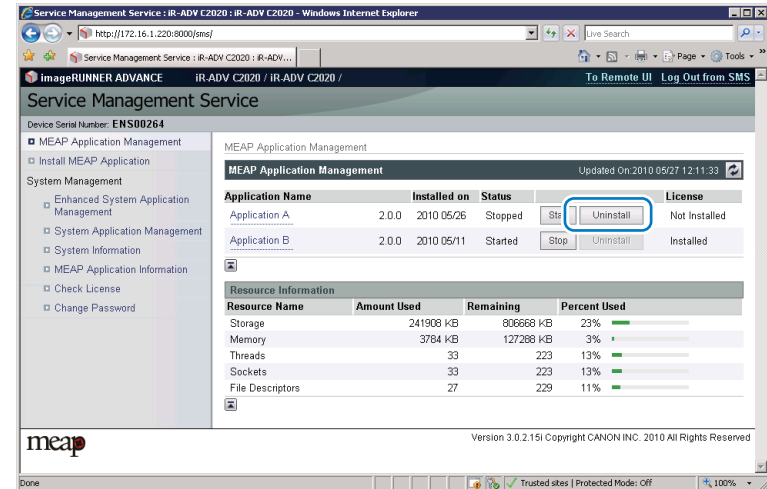 Service Management Service : iR-ADV C2020 : iR-ADV C2020 - Windows Internet Explorer
http://172.16.1.220:8000/sms/
Live Search
Service Management Service : iR-ADV C2020 : iR-ADV...
Page
Tools
imageRUNNER ADVANCE iR-ADV C2020 / iR-ADV C2020 /
To Remote UI Log Out from SMS
Service Management Service
Device Serial Number: ENS00264
MEAP Application Management
Install MEAP Application
System Management
Enhanced System Application
Management
System Application Management
System Information
MEAP Application Information
Check License
Change Password
MEAP Application Management
MEAP Application Management Updated On:2010 05/27 12:11:33
Application Name Installed on Status License
Application A 2.0.0 2010 05/26 Stopped Sta Uninstall Not Installed
Application B 2.0.0 2010 05/11 Started Stop Uninstall Installed
Resource Information
Resource Name Amount Used Remaining Percent Used
Storage 241908 KB 806668 KB 23%
Memory 3784 KB 127288 KB 3%
Threads 33 223 13%
Sockets 33 223 13%
File Descriptors 27 229 11%
meap
Version 3.0.2.15i Copyright CANON INC. 2010 All Rights Reserved
Done
Trusted sites | Protected Mode: Off
100%